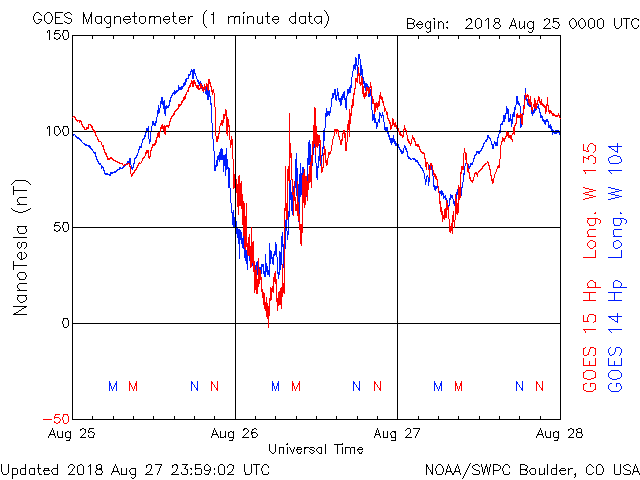 GOES Magnetometer (1 minute data)
Begin: 2018 Aug 25 0000 UTC
150
100
50
0
-50
NanoTesla (nT)
M M N N M M N N M M N N
Aug 25 Aug 26 Aug 27 Aug 28
Universal Time
GOES 15 Hp Long. W 135
GOES 14 Hp Long. W 104
Updated 2018 Aug 27 23:59:02 UTC
NOAA/SWPC Boulder, CO USA